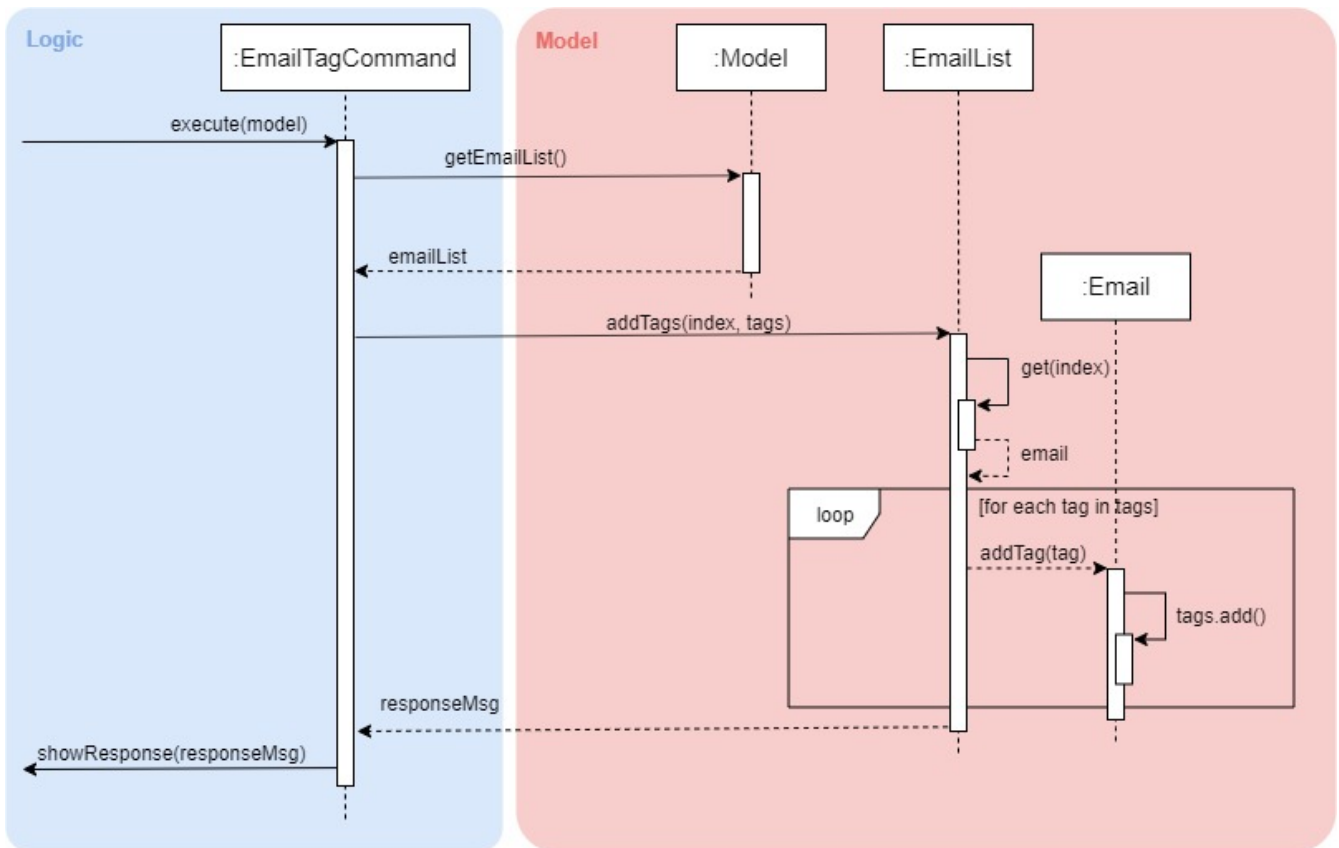 Logic
Model
:EmailTagCommand
:Model
:EmailList
execute(model)
getEmailList()
emailList
:Email
addTags(index, tags)
get(index)
email
loop
[for each tag in tags]
addTag(tag)
tags.add()
responseMsg
showResponse(responseMsg)